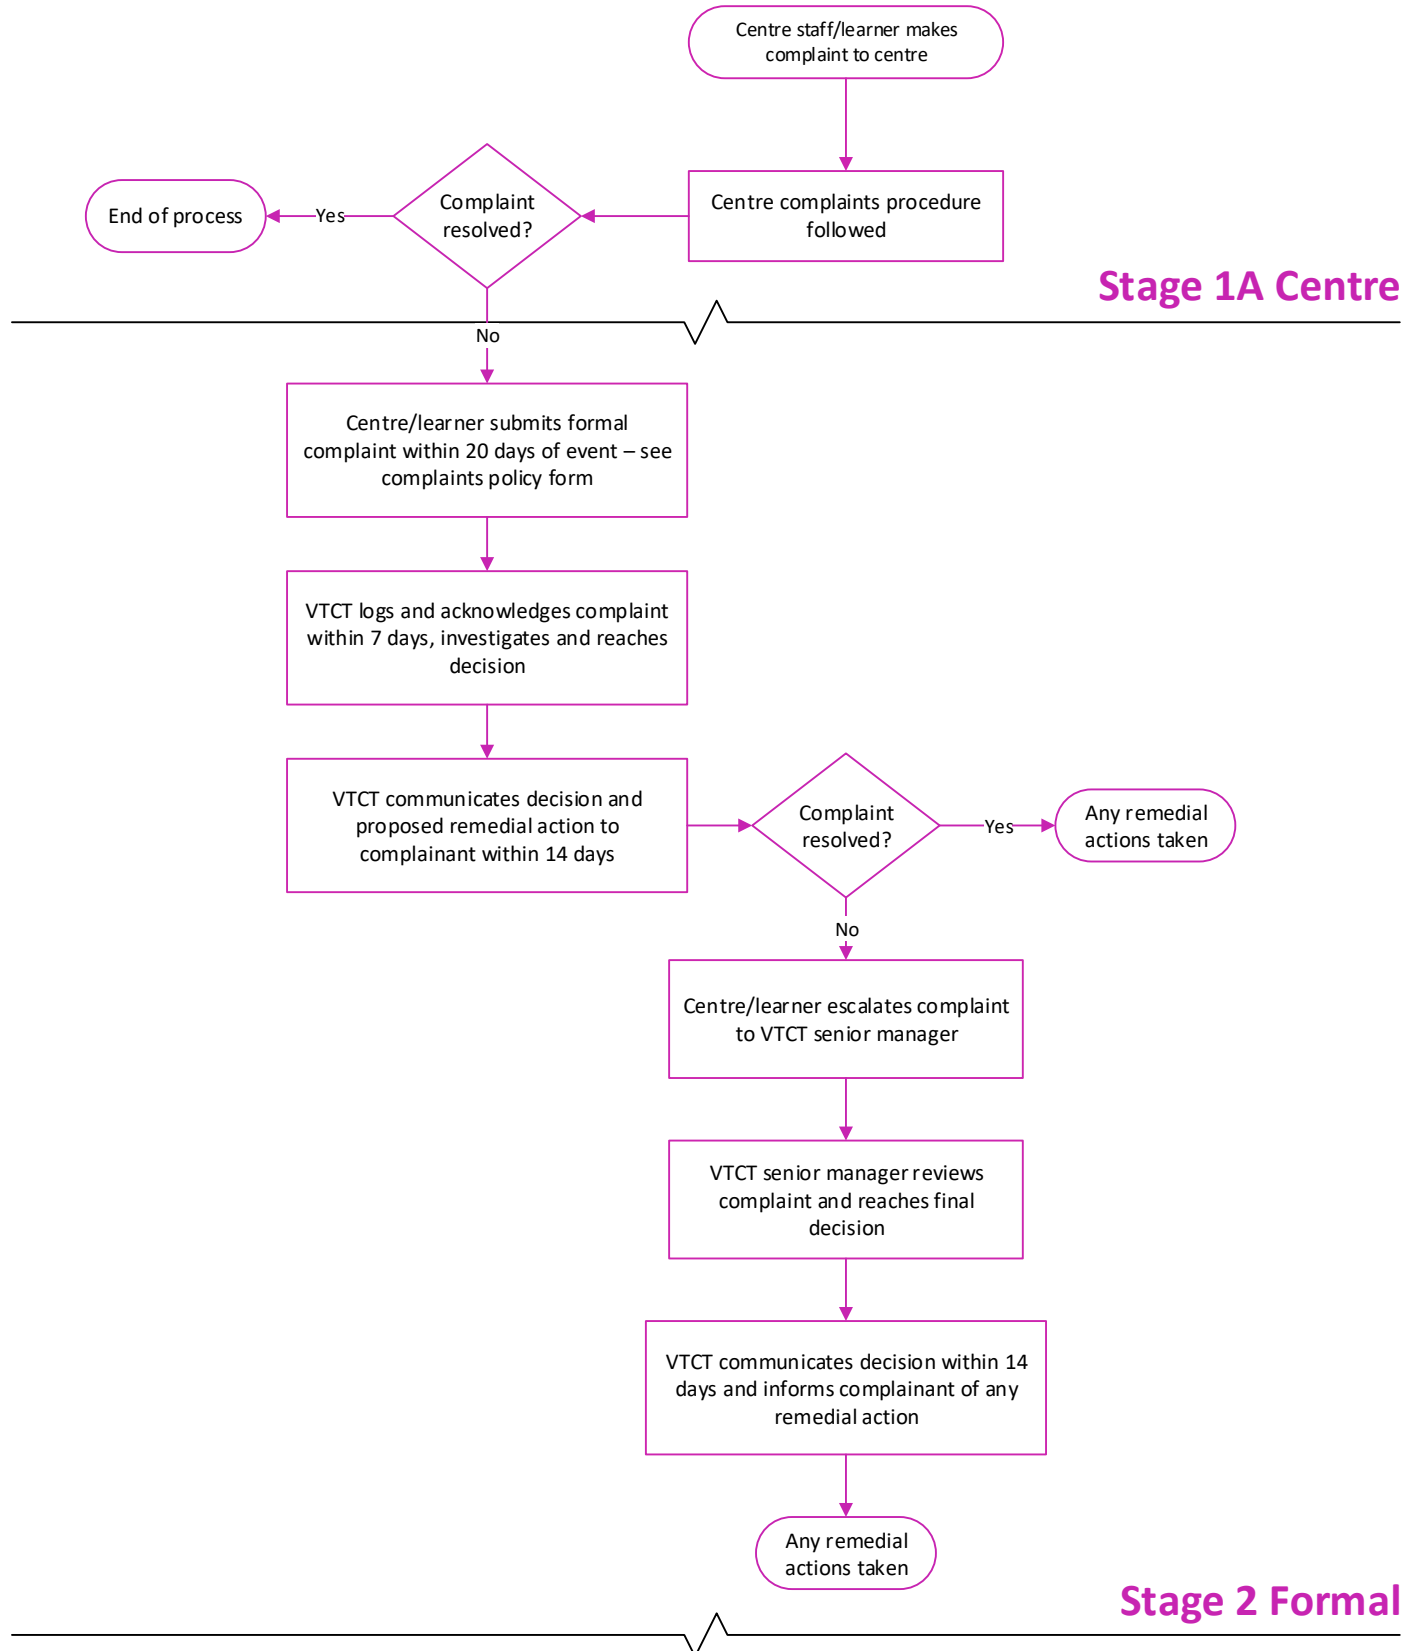 Centre staff/learner makes
complaint to centre
Centre complaints procedure
followed
Complaint
resolved?
Yes
End of process
Stage 1A Centre
No
Centre/learner submits formal
complaint within 20 days of event – see
complaints policy form
VTCT logs and acknowledges complaint
within 7 days, investigates and reaches
decision
VTCT communicates decision and
proposed remedial action to
complainant within 14 days
Complaint
resolved?
Yes
Any remedial
actions taken
No
Centre/learner escalates complaint
to VTCT senior manager
VTCT senior manager reviews
complaint and reaches final
decision
VTCT communicates decision within 14
days and informs complainant of any
remedial action
Any remedial
actions taken
Stage 2 Formal